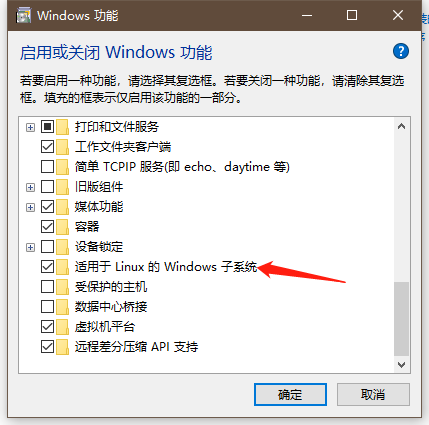 Windows 功能
启用或关闭 Windows 功能
若要启用一种功能，请选择其复选框。若要关闭一种功能，请清除其复选
框。填充的框表示仅启用该功能的一部分。
打印和文件服务
工作文件夹客户端
简单 TCPIP 服务(即 echo、daytime 等)
旧版组件
媒体功能
容器
设备锁定
适用于 Linux 的 Windows 子系统
受保护的主机
数据中心桥接
虚拟机平台
远程差分压缩 API 支持
确定
取消